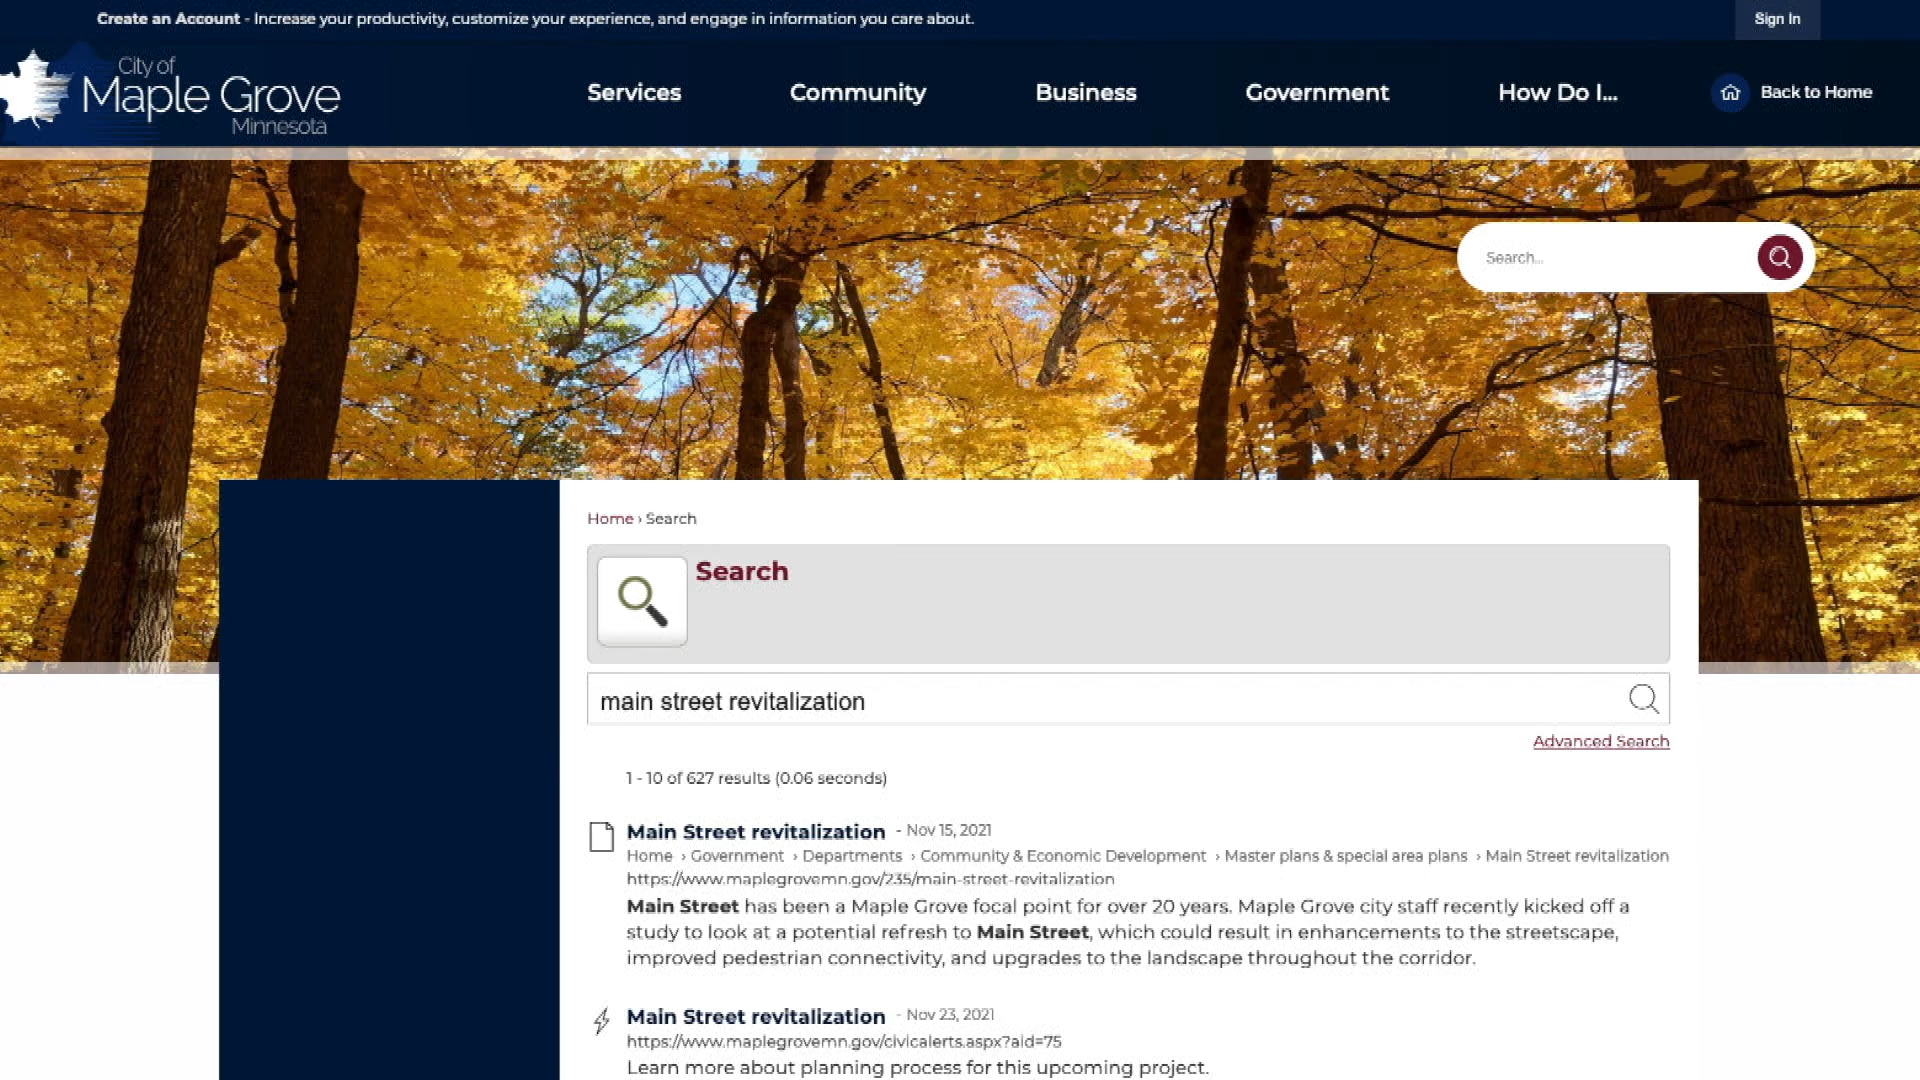 Create an Account - Increase your productivity, customize your experience, and engage in information you care about.
Sign In
City of
Maple Grove
Minnesota
Services
Community
Business
Government
How Do I...
Back to Home
Search...
Home › Search
Search
main street revitalization
Advanced Search
1 - 10 of 627 results (0.06 seconds)
Main Street revitalization - Nov 15, 2021
Home › Government › Departments › Community & Economic Development › Master plans & special area plans › Main Street revitalization
https://www.maplegrovemn.gov/235/main-street-revitalization
Main Street has been a Maple Grove focal point for over 20 years. Maple Grove city staff recently kicked off a
study to look at a potential refresh to Main Street, which could result in enhancements to the streetscape,
improved pedestrian connectivity, and upgrades to the landscape throughout the corridor.
Main Street revitalization - Nov 23, 2021
https://www.maplegrovemn.gov/civicalerts.aspx?aid=75
Learn more about planning process for this upcoming project.